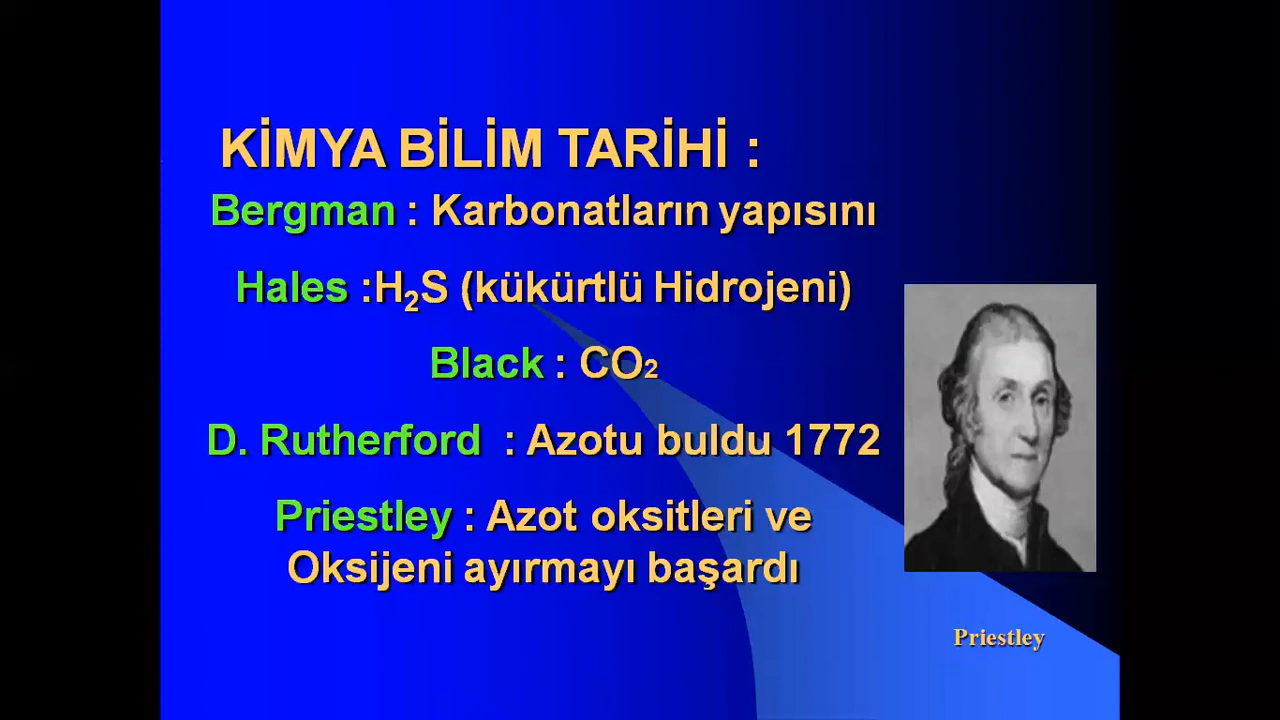 KİMYA BİLİM TARİHİ :
Bergman : Karbonatların yapısını
Hales :H₂S (kükürtlü Hidrojeni)
Black : CO₂
D. Rutherford : Azotu buldu 1772
Priestley : Azot oksitleri ve
Oksijeni ayırmayı başardı
Priestley